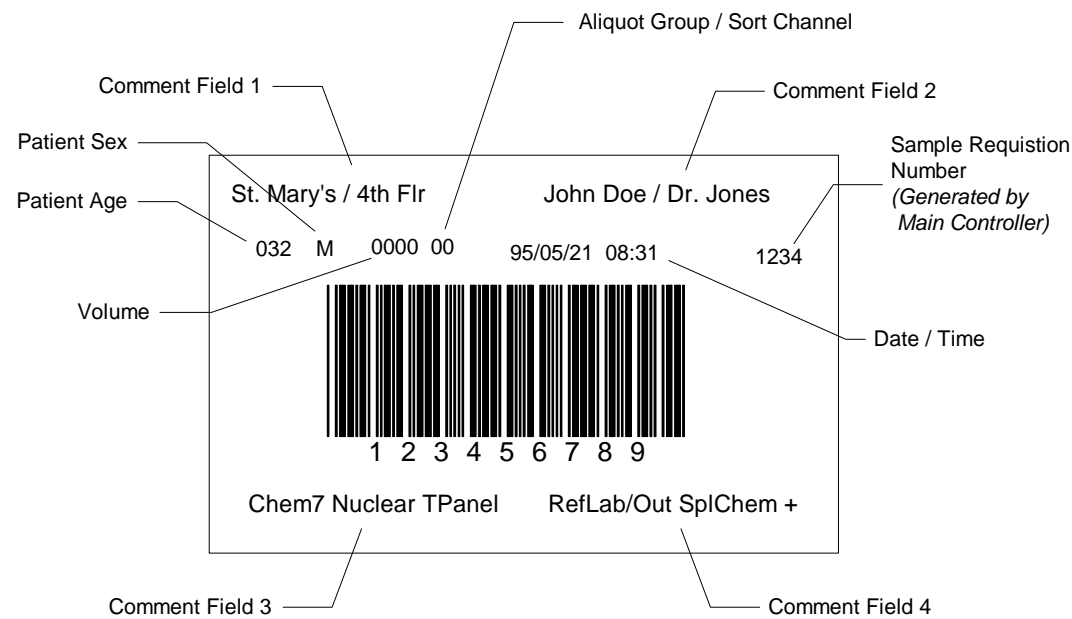 Aliquot Group / Sort Channel
Comment Field 1
Comment Field 2
Patient Sex
Sample Requistion
Number
(Generated by
Main Controller)
Patient Age
St. Mary's / 4th Flr
John Doe / Dr. Jones
032 M 0000 00 95/05/21 08:31 1234
Volume
Date / Time
1 2 3 4 5 6 7 8 9
Chem7 Nuclear TPanel
RefLab/Out SplChem +
Comment Field 3
Comment Field 4